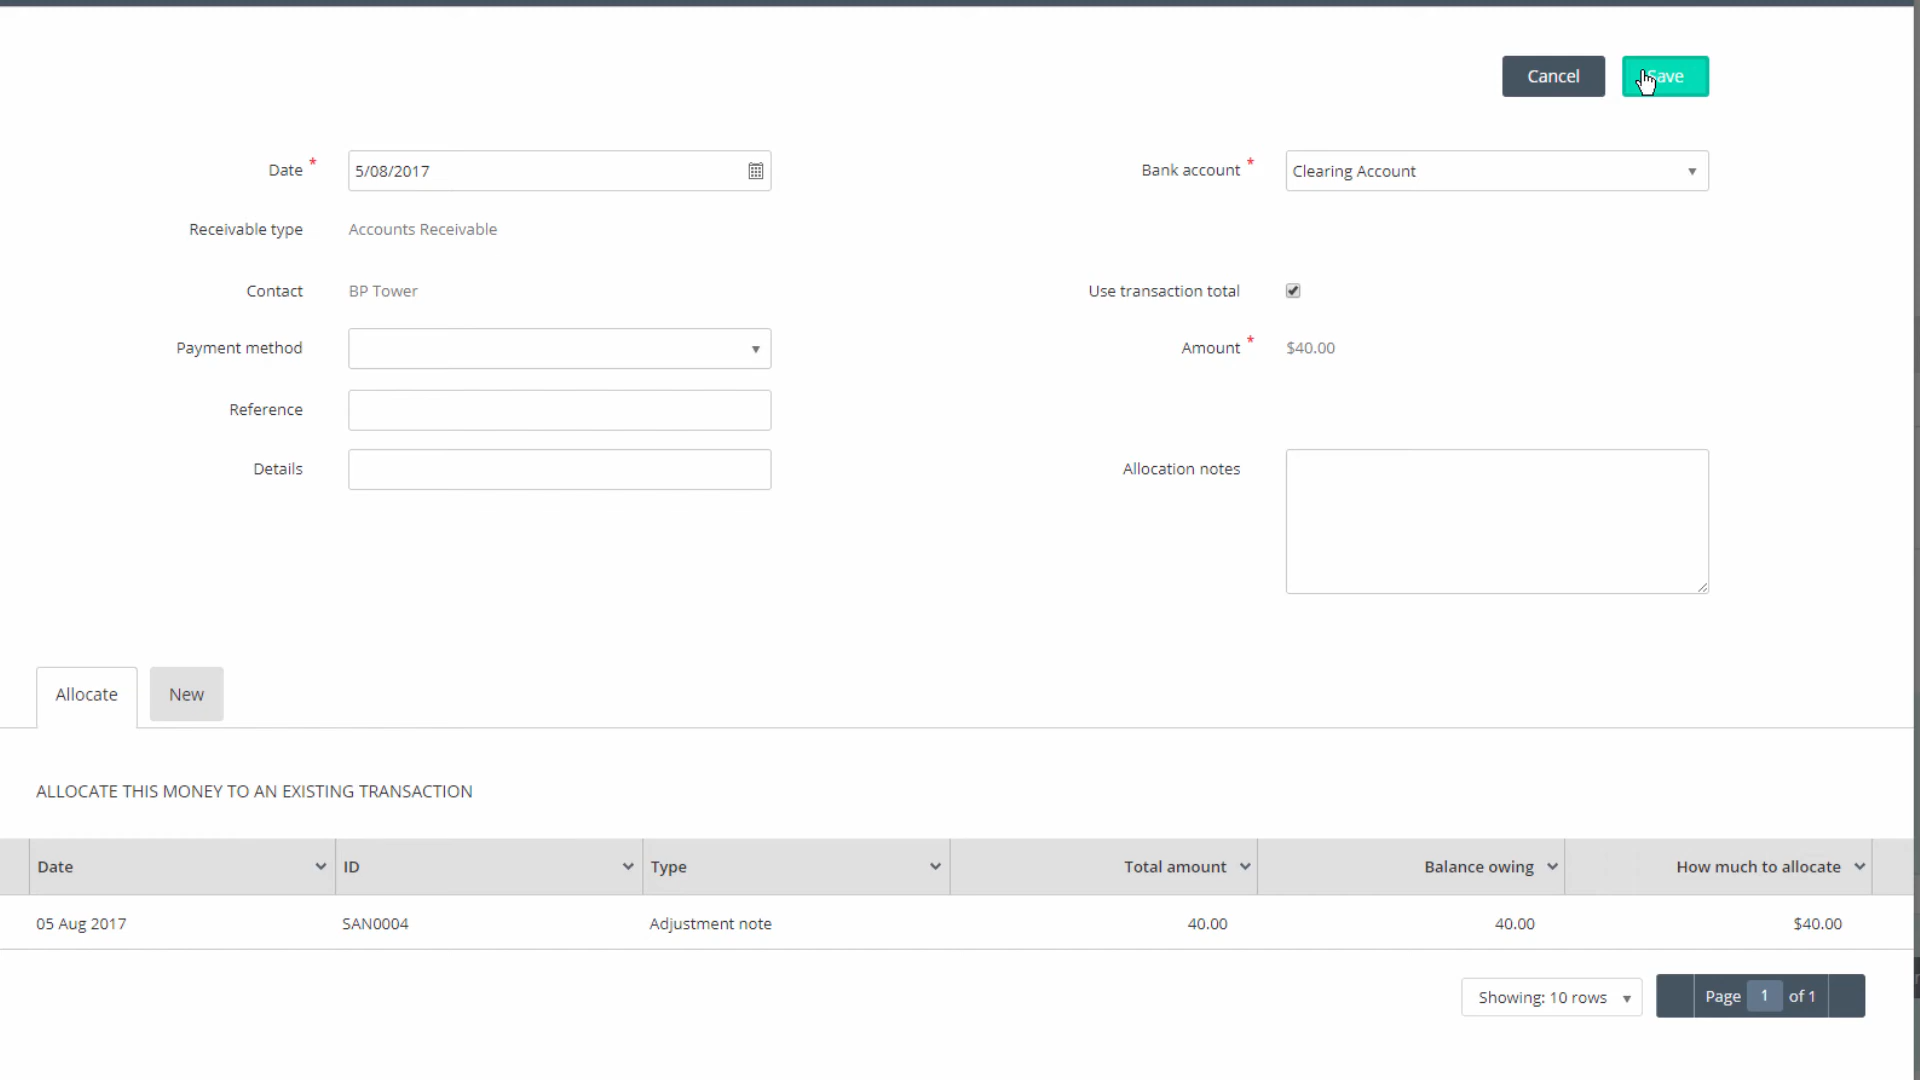 Cancel
Save
Date *
5/08/2017
Bank account *
Clearing Account
Receivable type
Accounts Receivable
Contact
BP Tower
Use transaction total
Payment method
Amount *
$40.00
Reference
Details
Allocation notes
Allocate
New
ALLOCATE THIS MONEY TO AN EXISTING TRANSACTION
Date ID Type Total amount Balance owing How much to allocate
05 Aug 2017 SAN0004 Adjustment note 40.00 40.00 $40.00
Showing: 10 rows
Page 1 of 1